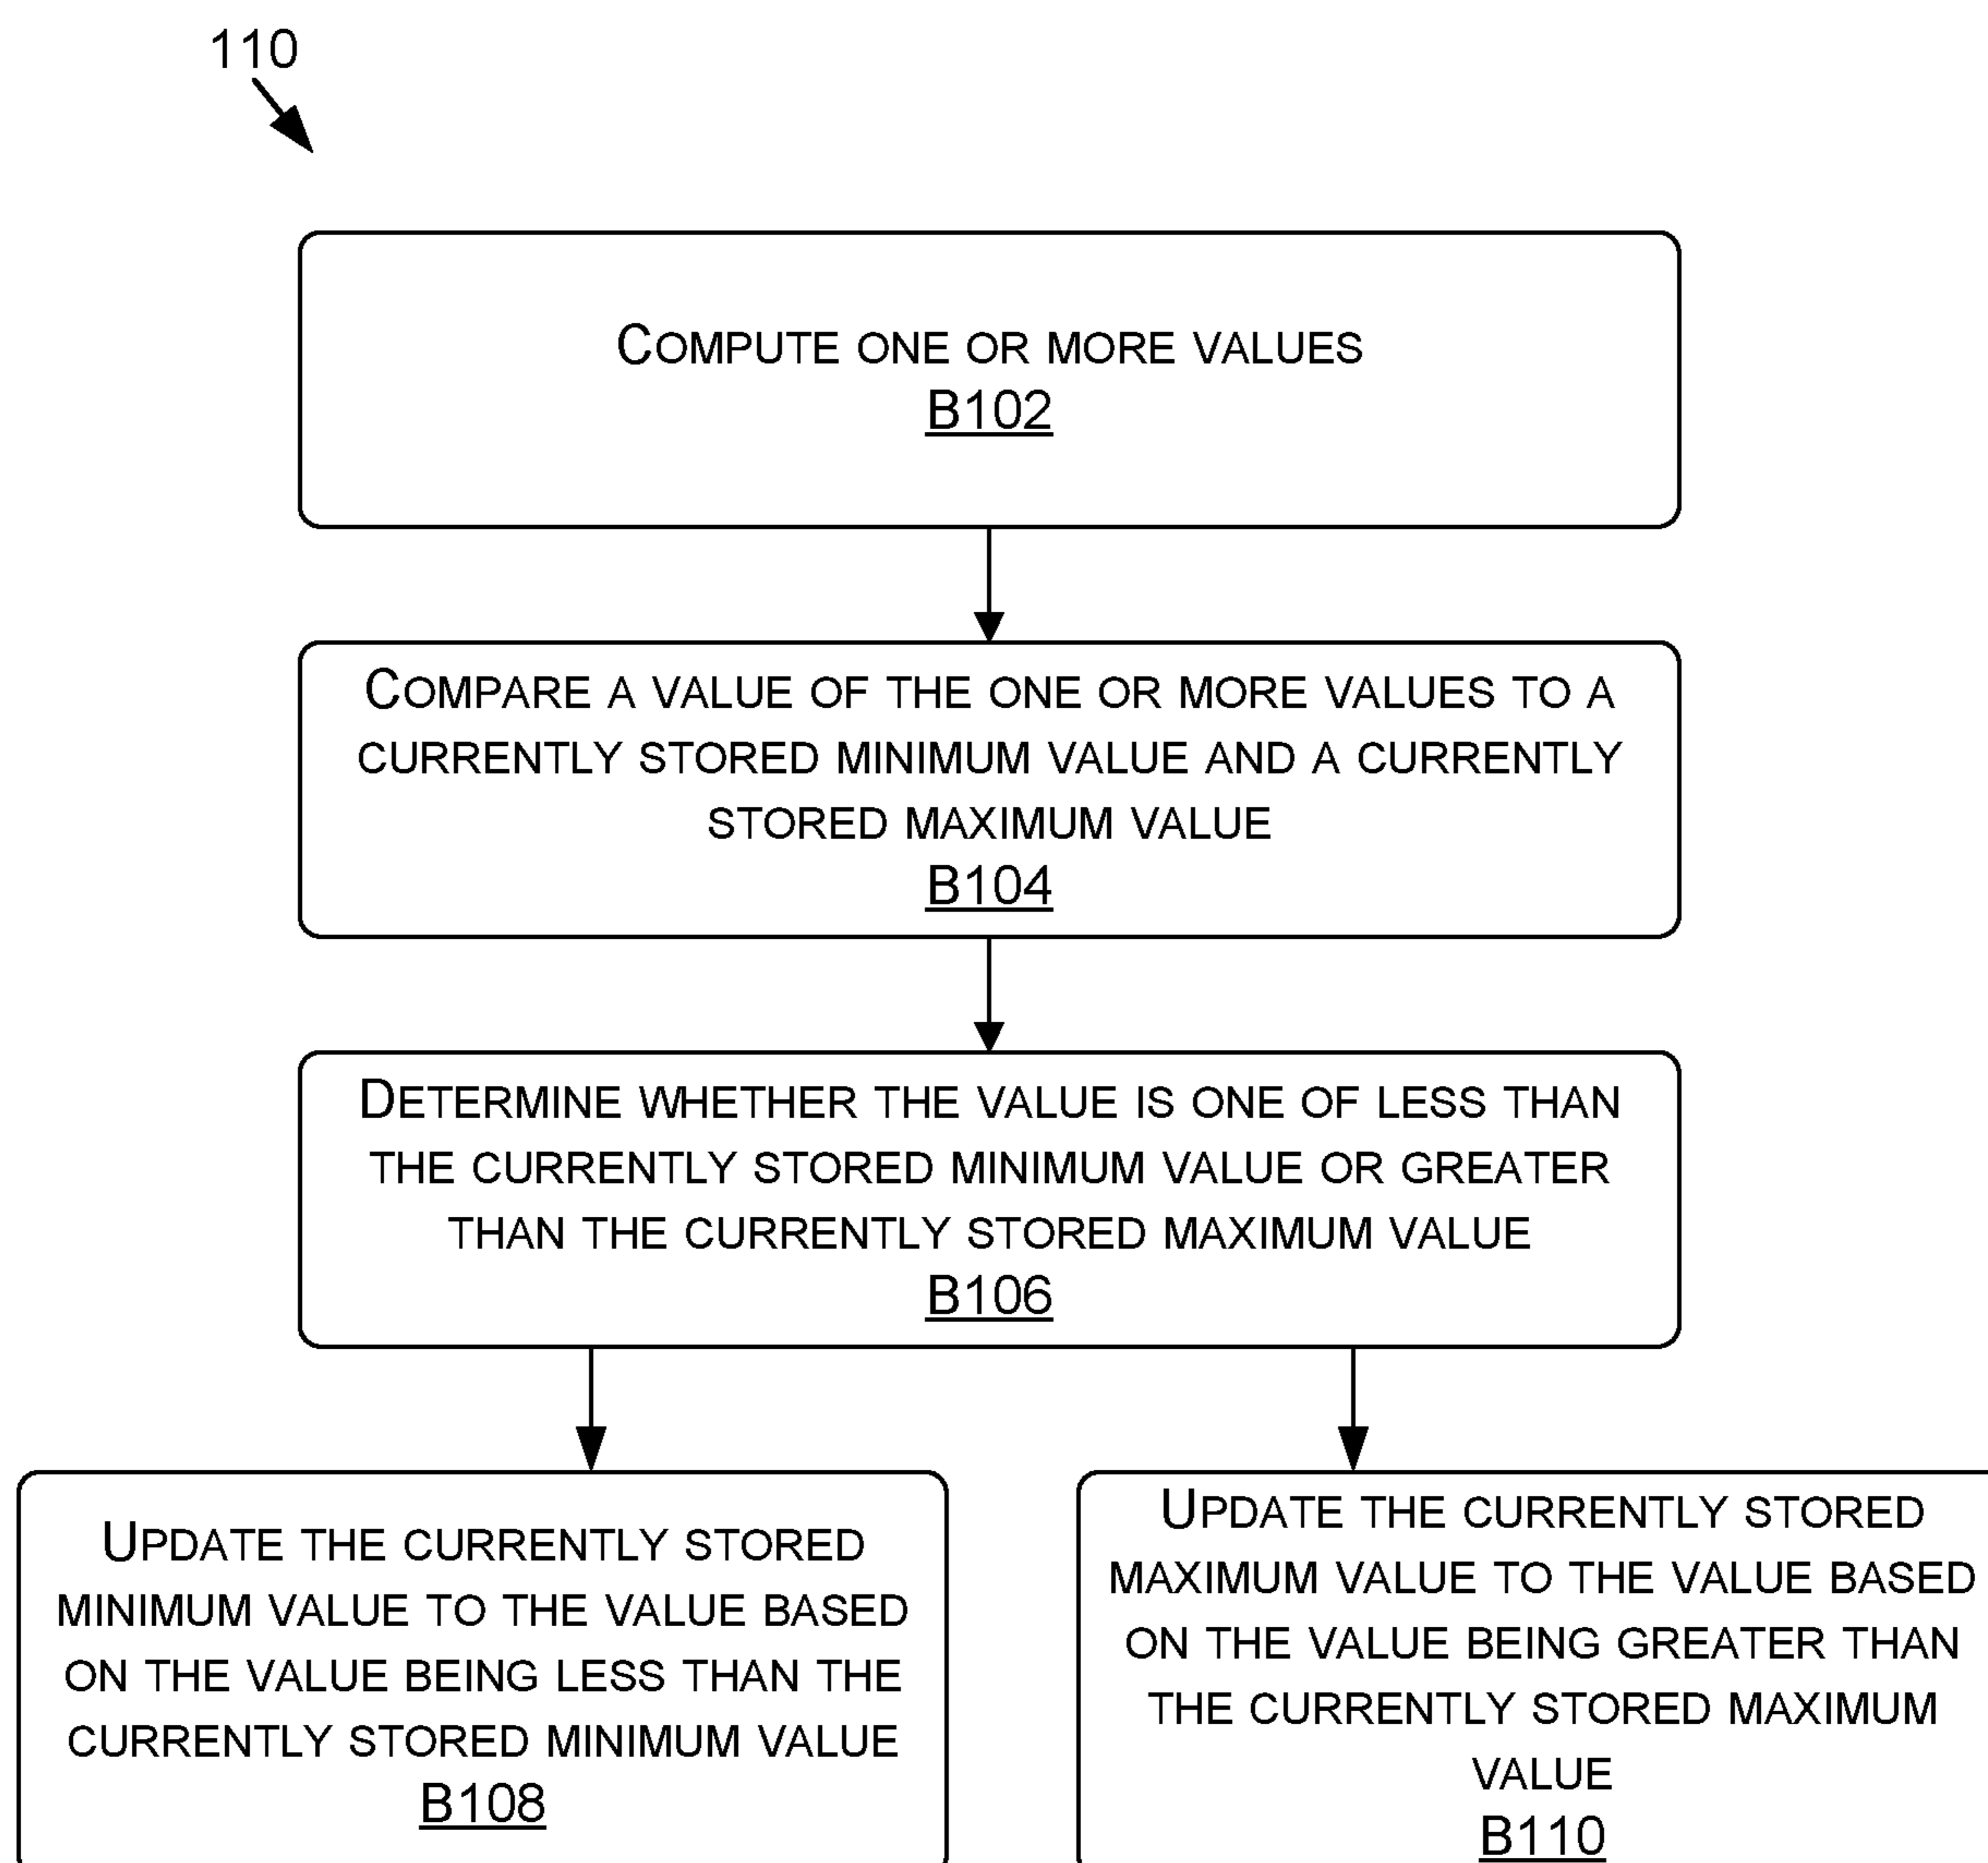 110
COMPUTE ONE OR MORE VALUES
B102
COMPARE A VALUE OF THE ONE OR MORE VALUES TO A
CURRENTLY STORED MINIMUM VALUE AND A CURRENTLY
STORED MAXIMUM VALUE
B104
DETERMINE WHETHER THE VALUE IS ONE OF LESS THAN
THE CURRENTLY STORED MINIMUM VALUE OR GREATER
THAN THE CURRENTLY STORED MAXIMUM VALUE
B106
UPDATE THE CURRENTLY STORED
MINIMUM VALUE TO THE VALUE BASED
ON THE VALUE BEING LESS THAN THE
CURRENTLY STORED MINIMUM VALUE
B108
UPDATE THE CURRENTLY STORED
MAXIMUM VALUE TO THE VALUE BASED
ON THE VALUE BEING GREATER THAN
THE CURRENTLY STORED MAXIMUM
VALUE
B110